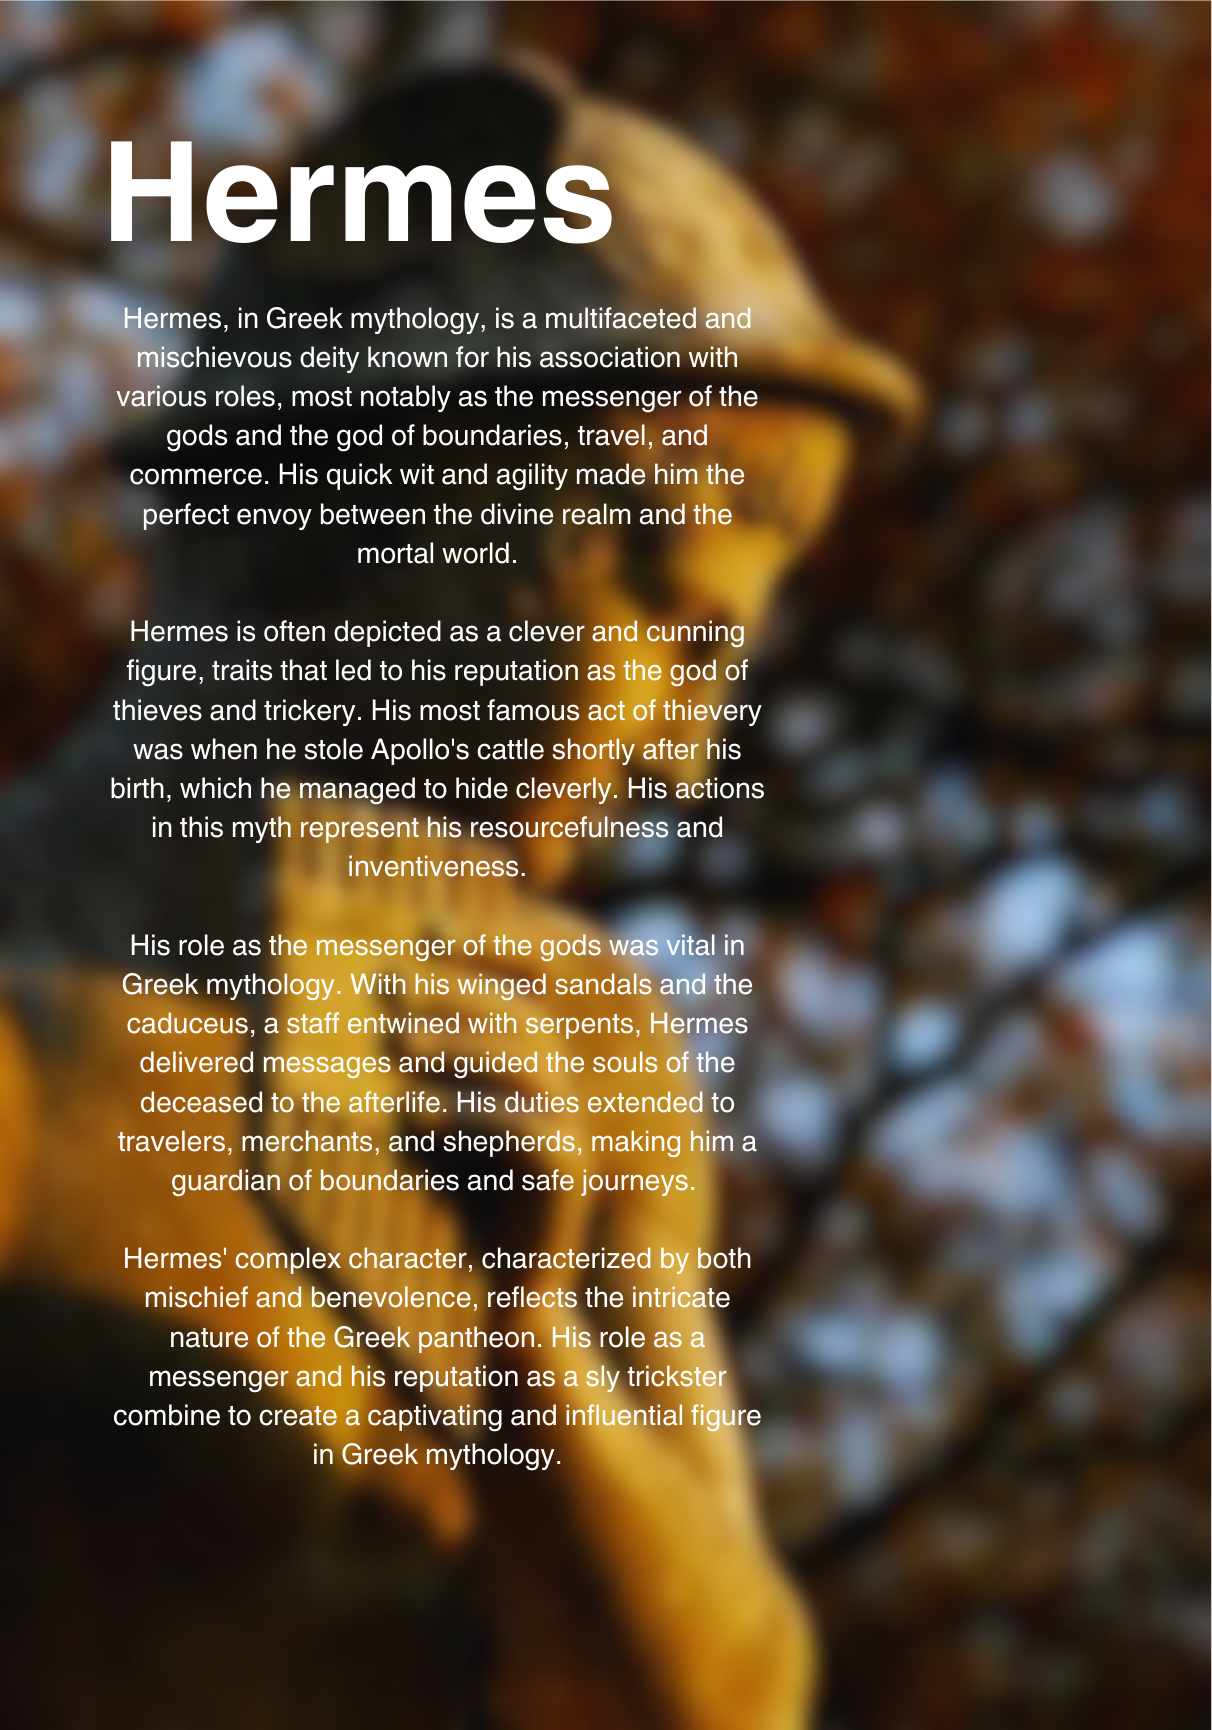 Hermes
Hermes, in Greek mythology, is a multifaceted and
mischievous deity known for his association with
various roles, most notably as the messenger of the
gods and the god of boundaries, travel, and
commerce. His quick wit and agility made him the
perfect envoy between the divine realm and the
mortal world.
Hermes is often depicted as a clever and cunning
figure, traits that led to his reputation as the god of
thieves and trickery. His most famous act of thievery
was when he stole Apollo's cattle shortly after his
birth, which he managed to hide cleverly. His actions
in this myth represent his resourcefulness and
inventiveness.
His role as the messenger of the gods was vital in
Greek mythology. With his winged sandals and the
caduceus, a staff entwined with serpents, Hermes
delivered messages and guided the souls of the
deceased to the afterlife. His duties extended to
travelers, merchants, and shepherds, making him a
guardian of boundaries and safe journeys.
Hermes' complex character, characterized by both
mischief and benevolence, reflects the intricate
nature of the Greek pantheon. His role as a
messenger and his reputation as a sly trickster
combine to create a captivating and influential figure
in Greek mythology.